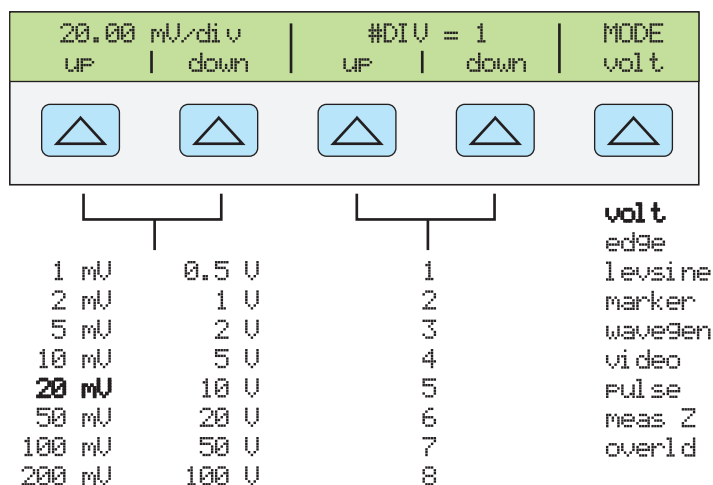 20.00 mV/div | #DIV = 1 | MODE
up | down | up | down | volt
volt
edge
1 mV 0.5 V 1 levsine
2 mV 1 V 2 marker
5 mV 2 V 3 wavegen
10 mV 5 V 4 video
20 mV 10 V 5 pulse
50 mV 20 V 6 meas Z
100 mV 50 V 7 overld
200 mV 100 V 8